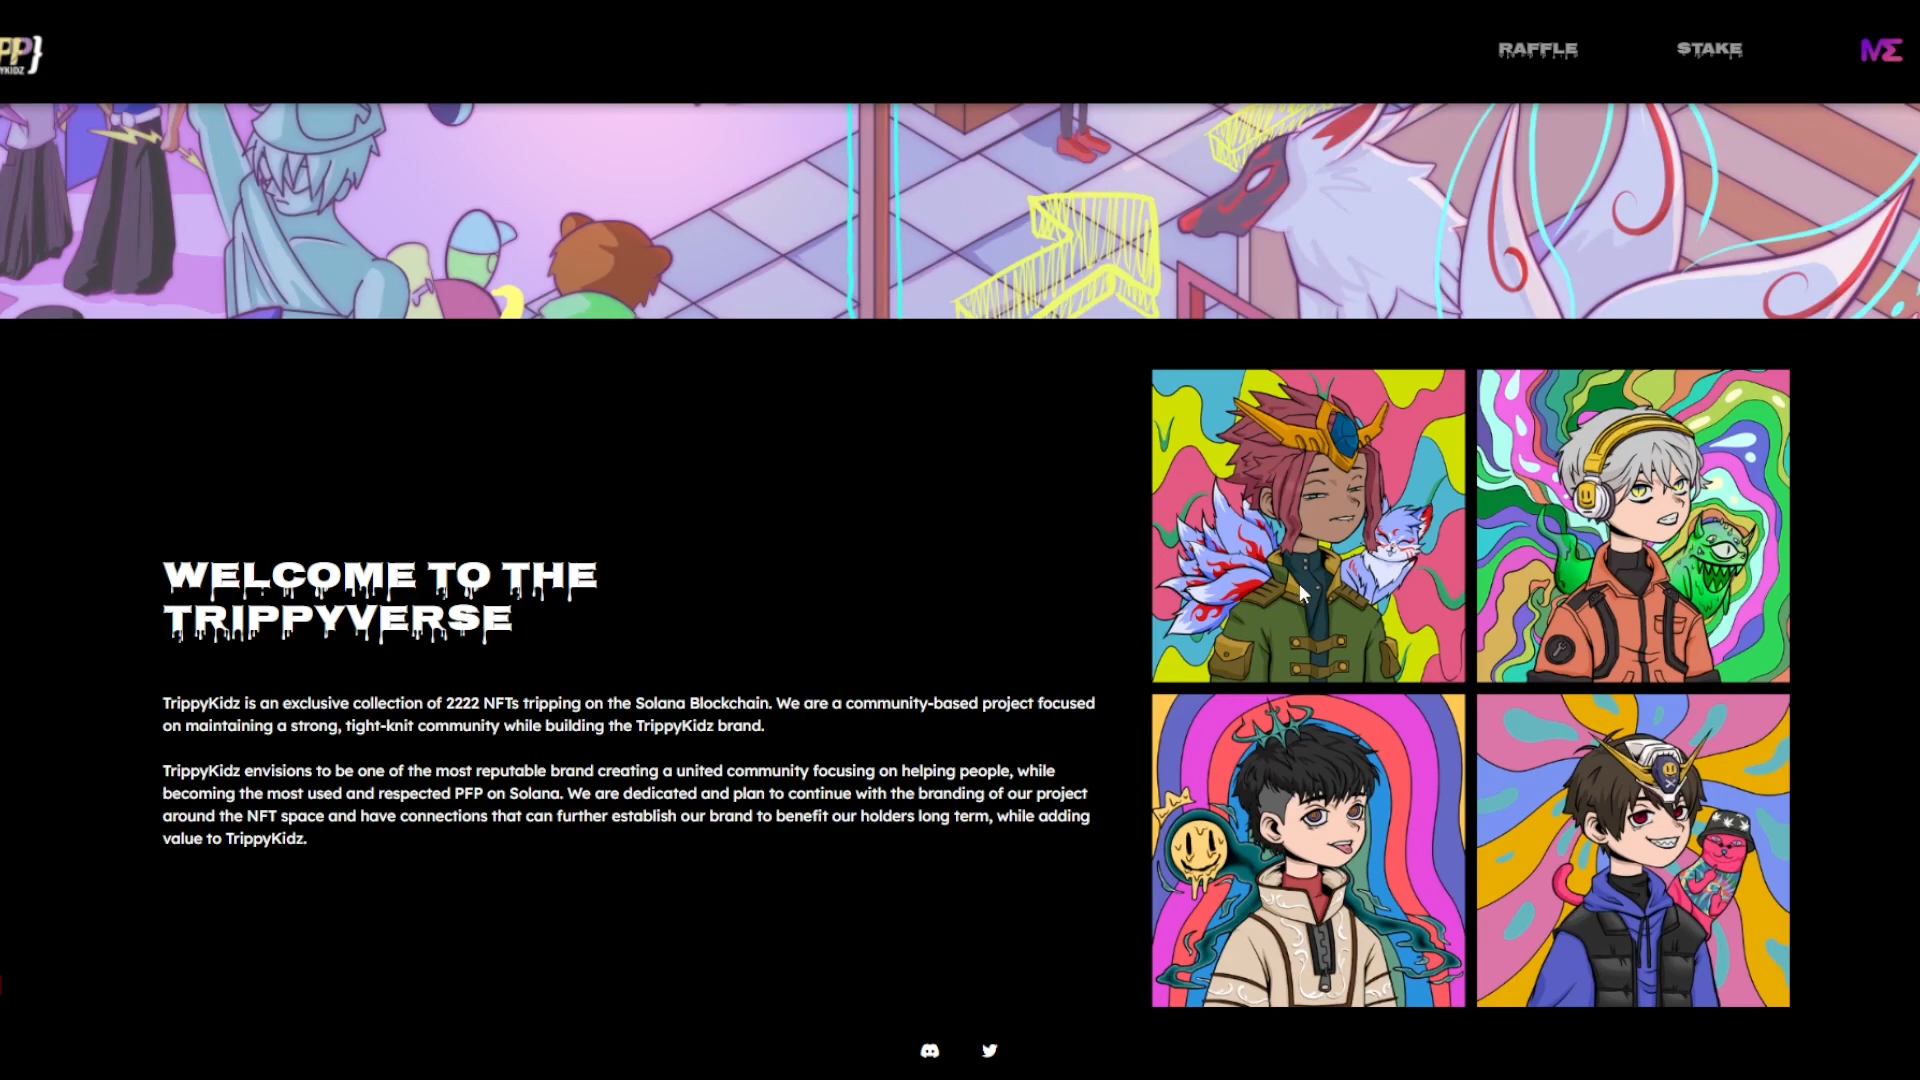 PP}
YKIDZ
RAFFLE
STAKE
ME
WELCOME TO THE
TRIPPYVERSE
TrippyKidz is an exclusive collection of 2222 NFTs tripping on the Solana Blockchain. We are a community-based project focused
on maintaining a strong, tight-knit community while building the TrippyKidz brand.
TrippyKidz envisions to be one of the most reputable brand creating a united community focusing on helping people, while
becoming the most used and respected PFP on Solana. We are dedicated and plan to continue with the branding of our project
around the NFT space and have connections that can further establish our brand to benefit our holders long term, while adding
value to TrippyKidz.